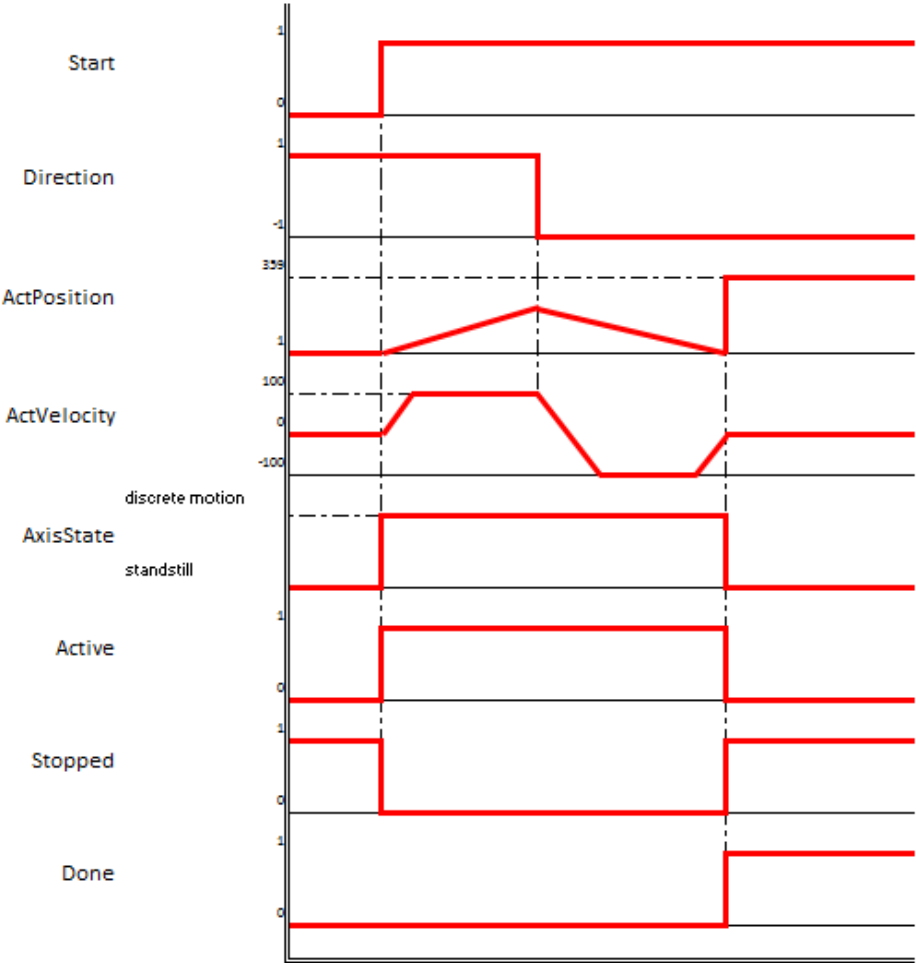 1
Start
0
1
Direction
-1
359
ActPosition
1
100
ActVelocity
0
-100
discrete motion
AxisState
standstill
1
Active
0
1
Stopped
0
1
Done
0